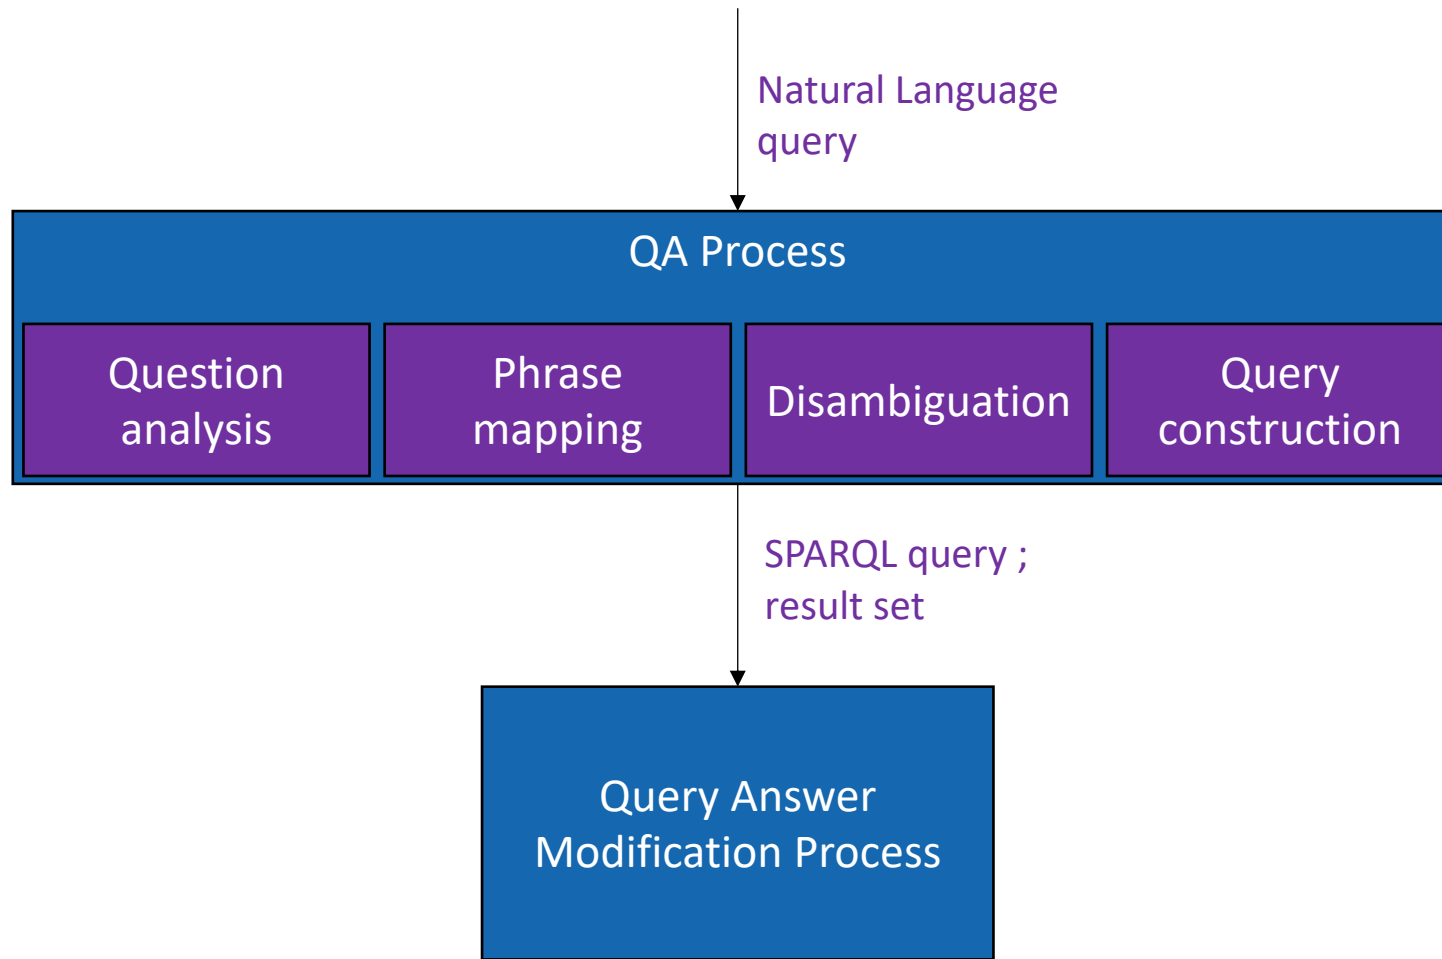 Natural Language
query
QA Process
Question
analysis
Phrase
mapping
Disambiguation
Query
construction
SPARQL query ;
result set
Query Answer
Modification Process